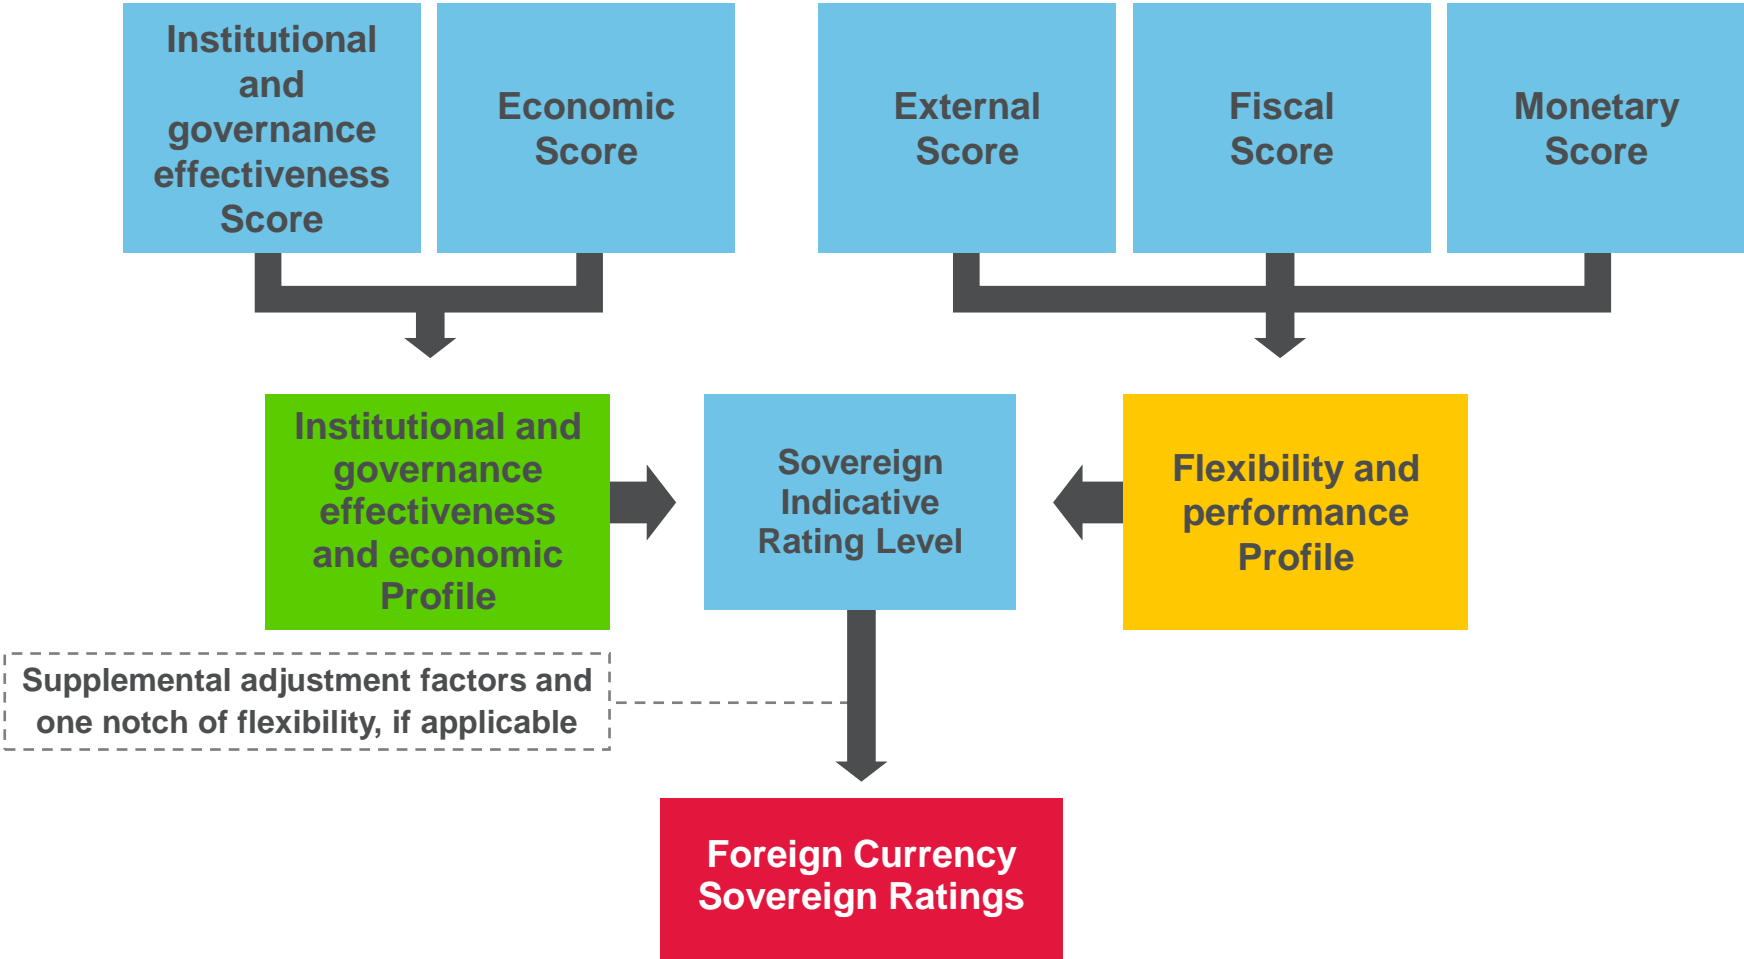 Institutional
and
governance
effectiveness
Score
Economic
Score
External
Score
Fiscal
Score
Monetary
Score
Institutional and
governance
effectiveness
and economic
Profile
Sovereign
Indicative
Rating Level
Flexibility and
performance
Profile
Supplemental adjustment factors and
one notch of flexibility, if applicable
Foreign Currency
Sovereign Ratings